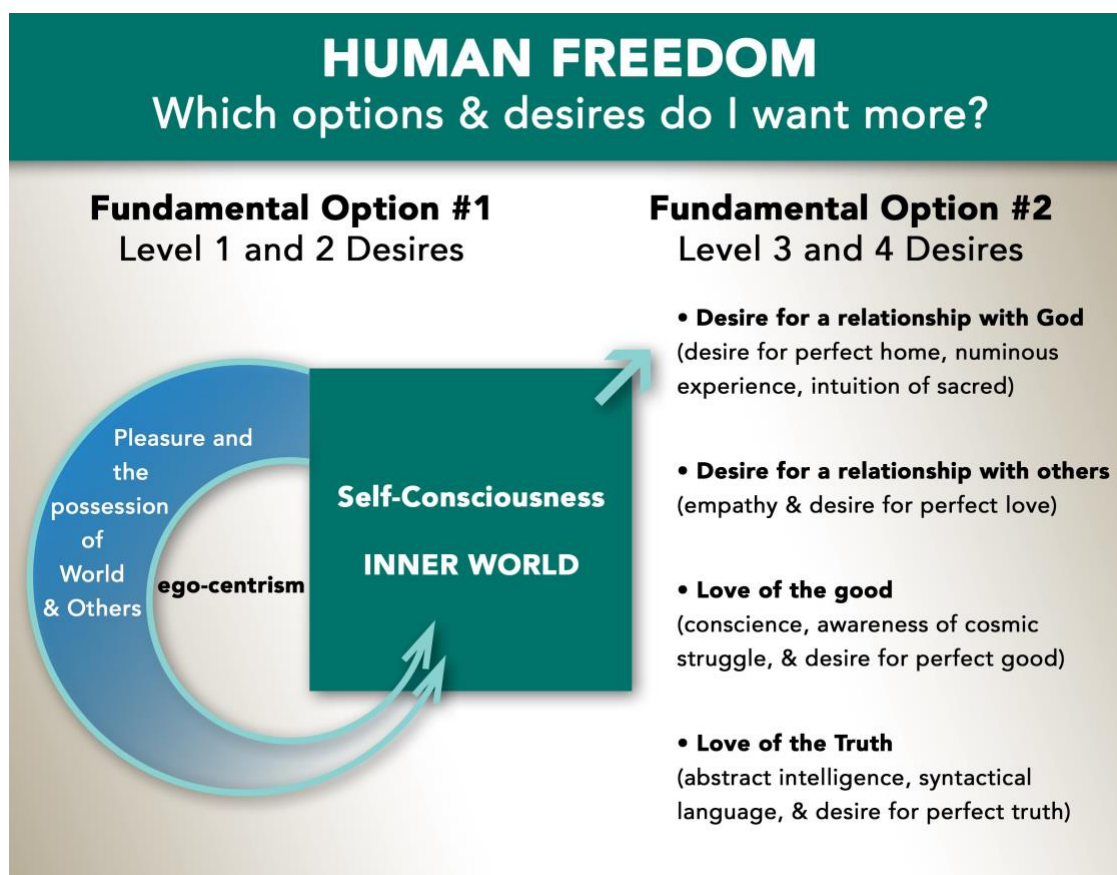 HUMAN FREEDOM
Which options & desires do I want more?
Fundamental Option #1
Level 1 and 2 Desires
Pleasure and
the
possession
of
World
& Others
ego-centrism
Self-Consciousness
INNER WORLD
Fundamental Option #2
Level 3 and 4 Desires
• Desire for a relationship with God
(desire for perfect home, numinous
experience, intuition of sacred)
• Desire for a relationship with others
(empathy & desire for perfect love)
• Love of the good
(conscience, awareness of cosmic
struggle, & desire for perfect good)
• Love of the Truth
(abstract intelligence, syntactical
language, & desire for perfect truth)